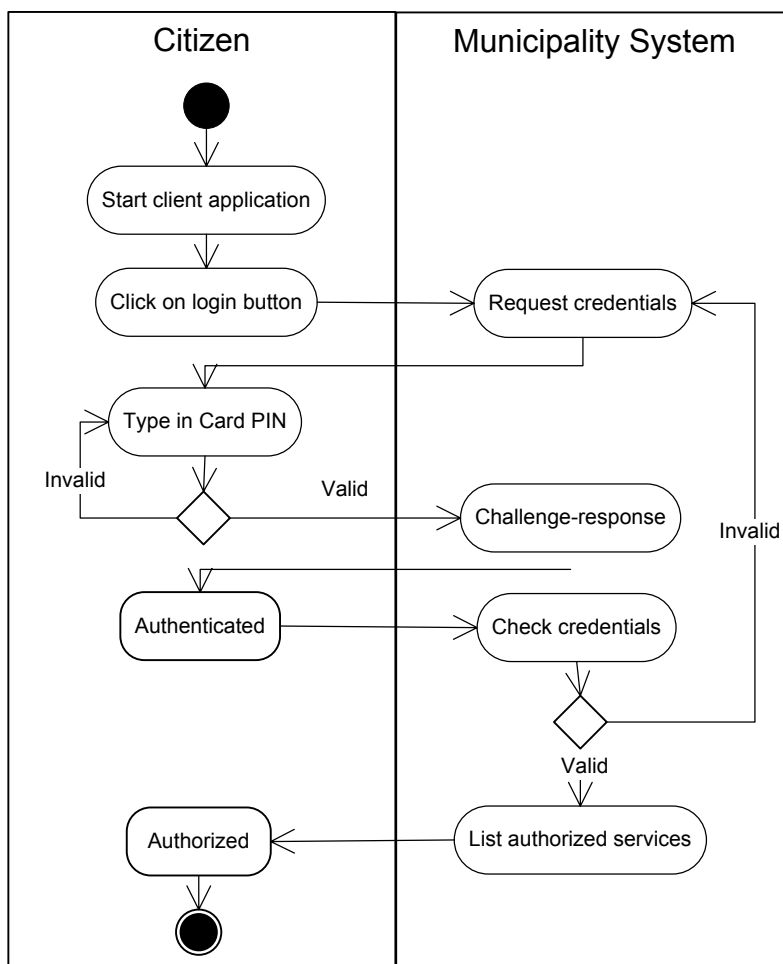 Citizen
Municipality System
Start client application
Click on login button
Request credentials
Type in Card PIN
Invalid
Valid
Challenge-response
Invalid
Authenticated
Check credentials
Valid
Authorized
List authorized services